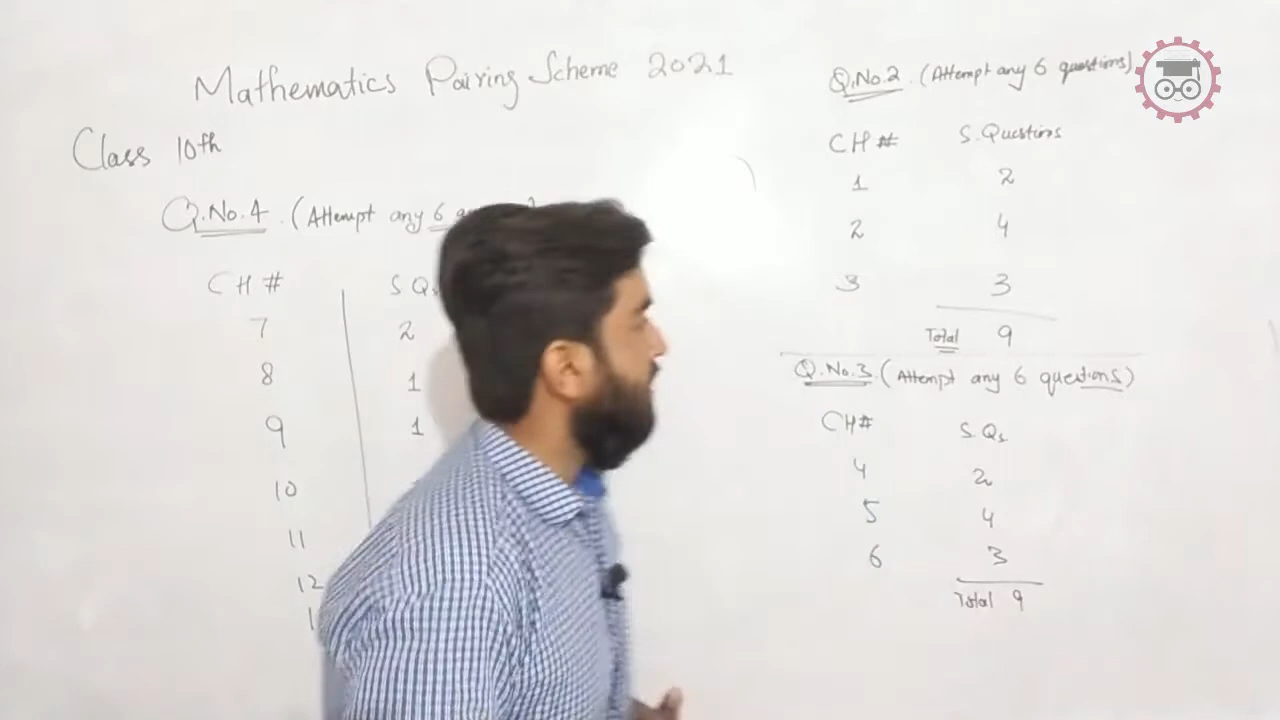 Mathematics Pairing Scheme 2021
Class 10th
Q.No.4. (Attempt any 6
CH # S Qs
7 2
8 1
9 1
10
11
12
Q.No.2. (Attempt any 6 questions)
CH # S.Questions
1 2
2 4
3 3
Total 9
Q.No.3 (Attempt any 6 questions)
CH# S.Qs
4 2
5 4
6 3
Total 9